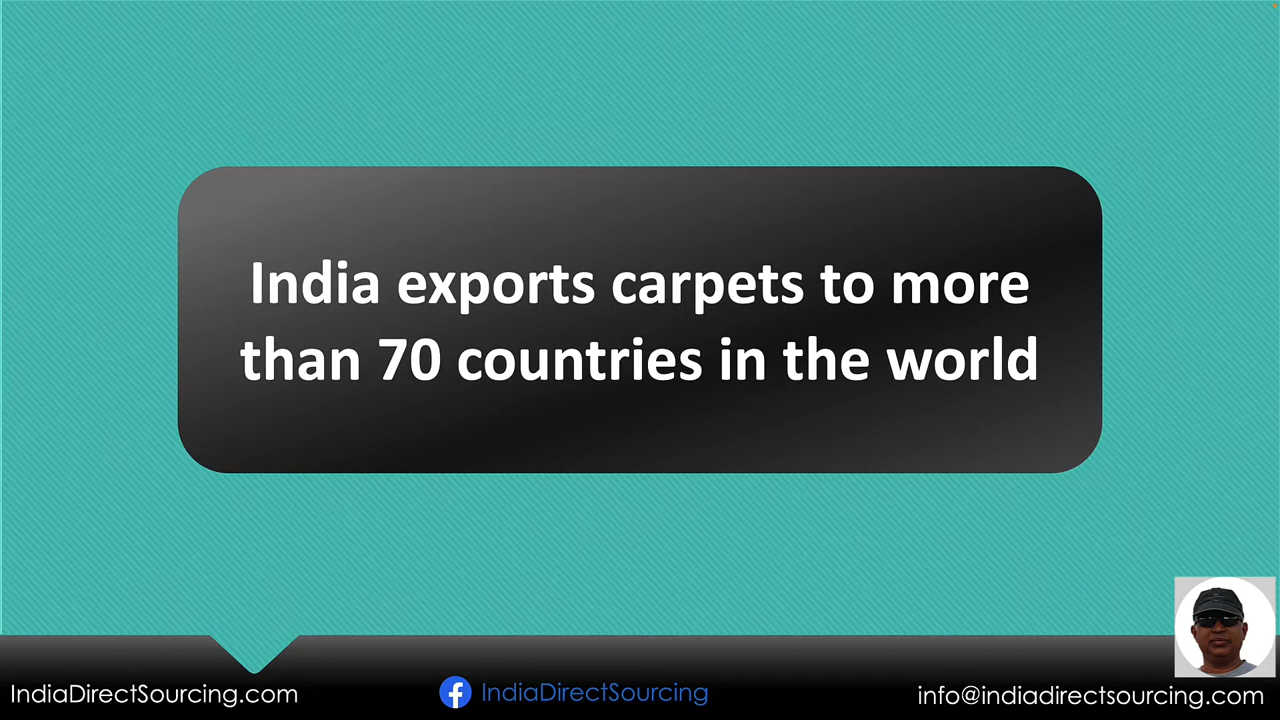 India exports carpets to more
than 70 countries in the world
IndiaDirectSourcing.com
IndiaDirectSourcing
info@indiadirectsourcing.com